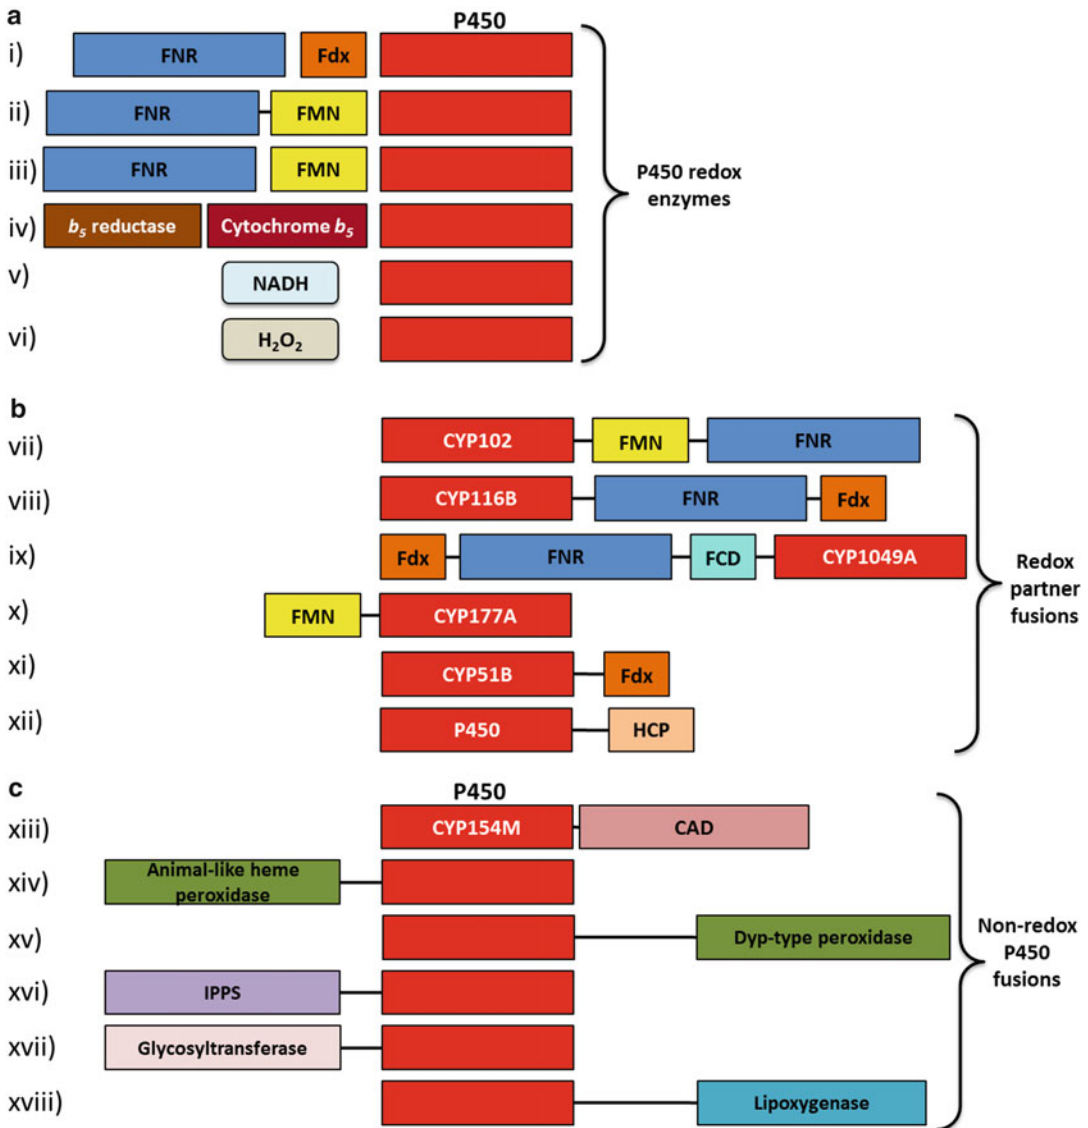 a
P450
i) FNR Fdx
ii) FNR FMN
iii) FNR FMN
iv) b5 reductase Cytochrome b5
v) NADH
vi) H2O2
P450 redox
enzymes
b
vii) CYP102 FMN FNR
viii) CYP116B FNR Fdx
ix) Fdx FNR FCD CYP1049A
x) FMN CYP177A
xi) CYP51B Fdx
xii) P450 HCP
Redox
partner
fusions
c
P450
xiii) CYP154M CAD
xiv) Animal-like heme
peroxidase
xv) Dyp-type peroxidase
xvi) IPPS
xvii) Glycosyltransferase
xviii) Lipoxygenase
Non-redox
P450
fusions